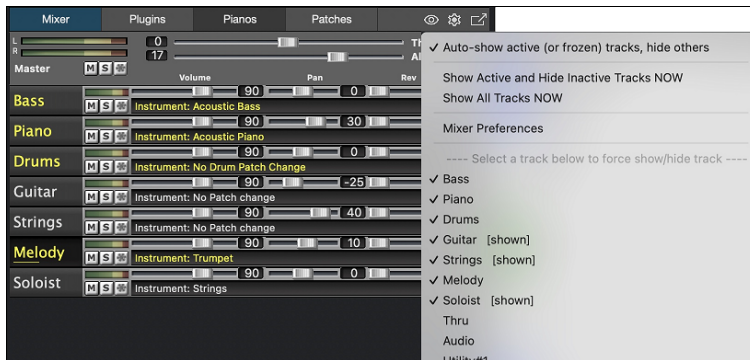 Mixer Plugins Pianos Patches
L 0 Th
R 17 Al
Master M S
Volume Pan Rev
Bass M S 90 0
Instrument: Acoustic Bass
Piano M S 90 30
Instrument: Acoustic Piano
Drums M S 90 0
Instrument: No Drum Patch Change
Guitar M S 90 -25
Instrument: No Patch change
Strings M S 90 40
Instrument: No Patch change
Melody M S 90 10
Instrument: Trumpet
Soloist M S 90 0
Instrument: Strings
✓ Auto-show active (or frozen) tracks, hide others
Show Active and Hide Inactive Tracks NOW
Show All Tracks NOW
Mixer Preferences
---- Select a track below to force show/hide track ----
✓ Bass
✓ Piano
✓ Drums
✓ Guitar [shown]
✓ Strings [shown]
✓ Melody
✓ Soloist [shown]
Thru
Audio
Utility#1